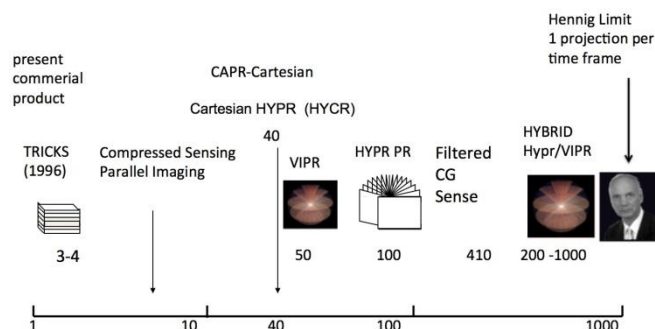 Hennig Limit
1 projection per
time frame
present
commerial
product
CAPR-Cartesian
Cartesian HYPR (HYCR)
40
TRICKS
(1996)
Compressed Sensing
Parallel Imaging
VIPR
HYPR PR
Filtered
CG
Sense
HYBRID
Hypr/VIPR
3-4
50
100
410
200 -1000
1
10
40
100
1000